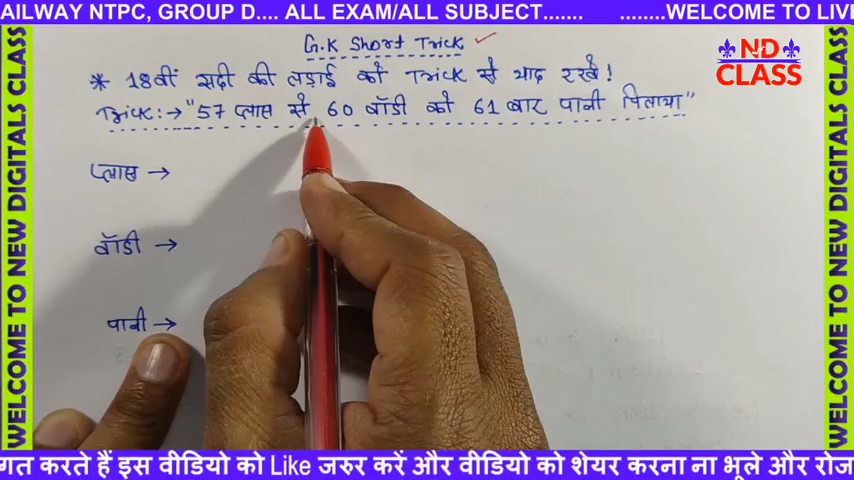 AILWAY NTPC, GROUP D.... ALL EXAM/ALL SUBJECT....... ........WELCOME TO LIVE
G.K Short Trick
ND
CLASS
* 18वीं सदी की लड़ाई को Trick से याद रखें!
Trick:→ "57 प्लास से 60 बॉडी को 61 बार पानी पिलाया"
प्लास →
बॉडी →
पानी →
WELCOME TO NEW DIGITALS CLASS
WELCOME TO NEW DIGITALS CLASS
गत करते हैं इस वीडियो को Like जरुर करें और वीडियो को शेयर करना ना भूले और रोज